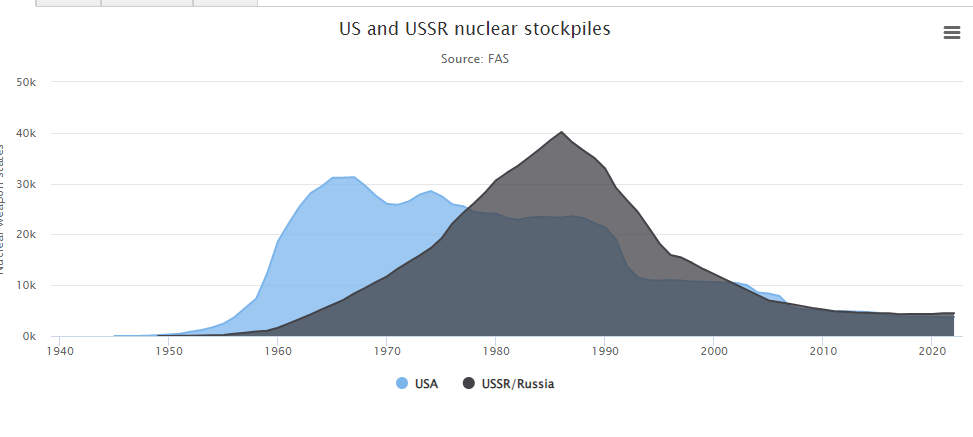 US and USSR nuclear stockpiles
Source: FAS
50k
40k
30k
20k
10k
0k
1940
1950
1960
1970
1980
1990
2000
2010
2020
USA
USSR/Russia